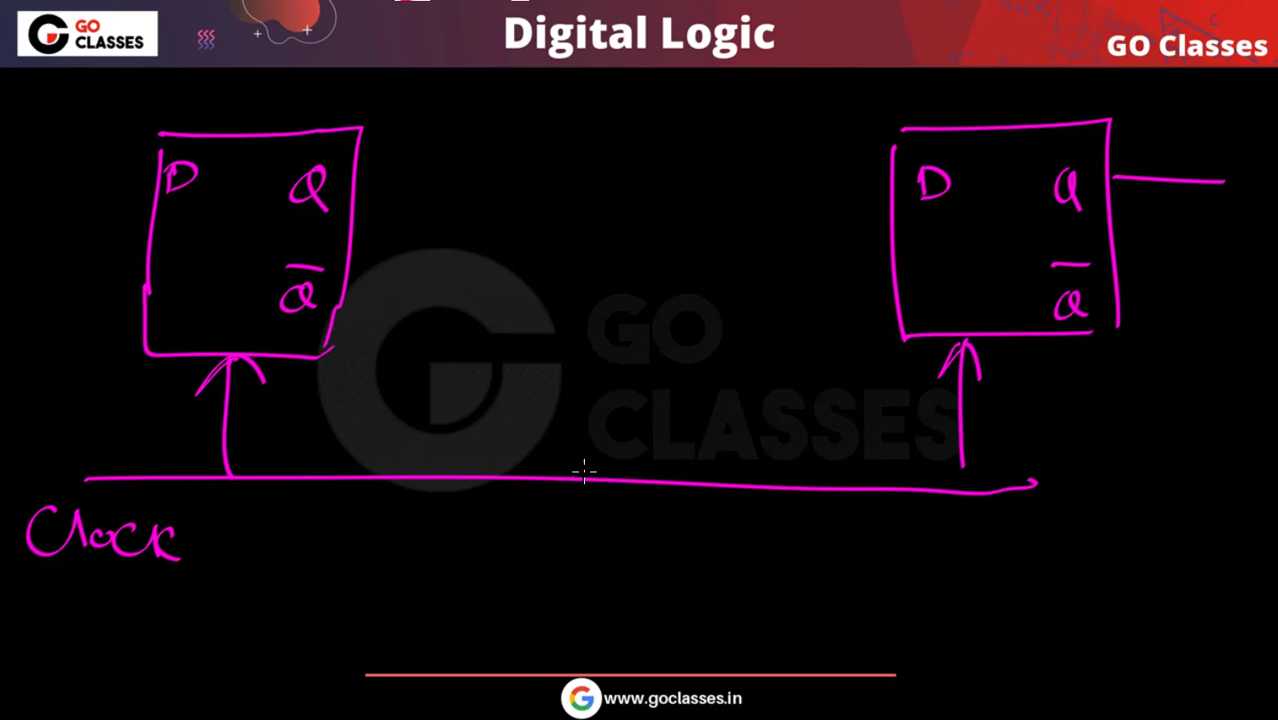 GO
CLASSES
Digital Logic
GO Classes
D Q
Q̅
D Q
Q̅
GO
CLASSES
Clock
www.goclasses.in